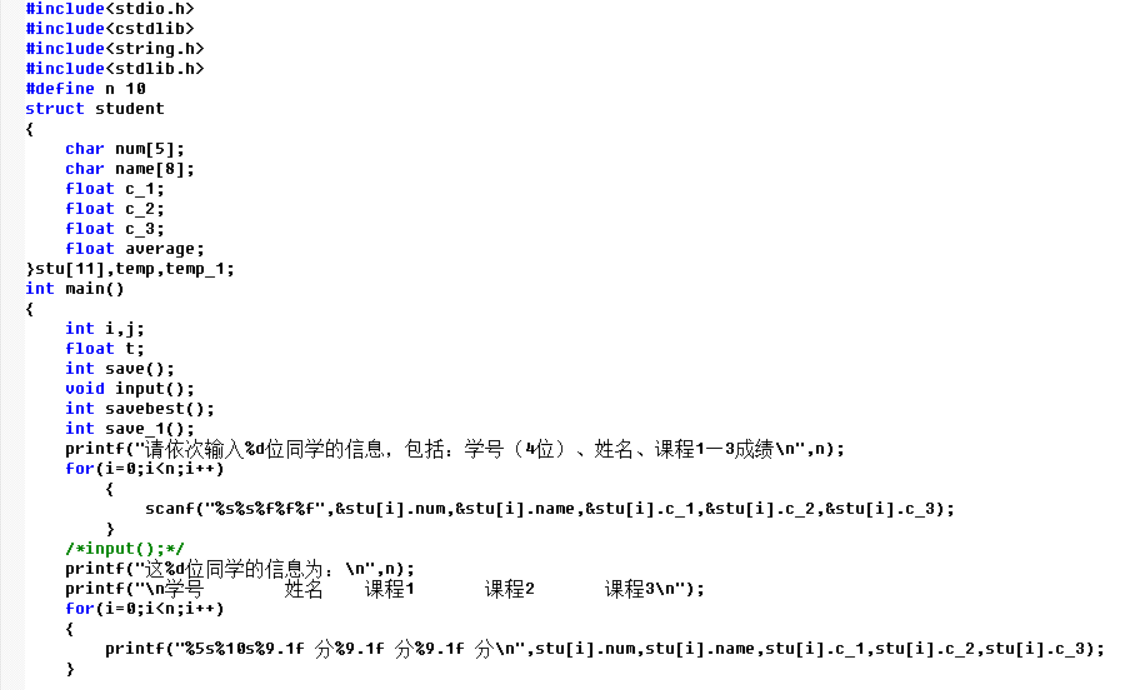 #include<stdio.h>
#include<cstdlib>
#include<string.h>
#include<stdlib.h>
#define n 10
struct student
{
    char num[5];
    char name[8];
    float c_1;
    float c_2;
    float c_3;
    float average;
}stu[11],temp,temp_1;
int main()
{
    int i,j;
    float t;
    int save();
    void input();
    int savebest();
    int save_1();
    printf("请依次输入%d位同学的信息，包括：学号（4位）、姓名、课程1—3成绩\n",n);
    for(i=0;i<n;i++)
        {
            scanf("%s%s%f%f%f",&stu[i].num,&stu[i].name,&stu[i].c_1,&stu[i].c_2,&stu[i].c_3);
        }
    /*input();*/
    printf("这%d位同学的信息为：\n",n);
    printf("\n学号        姓名    课程1       课程2       课程3\n");
    for(i=0;i<n;i++)
    {
        printf("%5s%10s%9.1f 分%9.1f 分%9.1f 分\n",stu[i].num,stu[i].name,stu[i].c_1,stu[i].c_2,stu[i].c_3);
    }